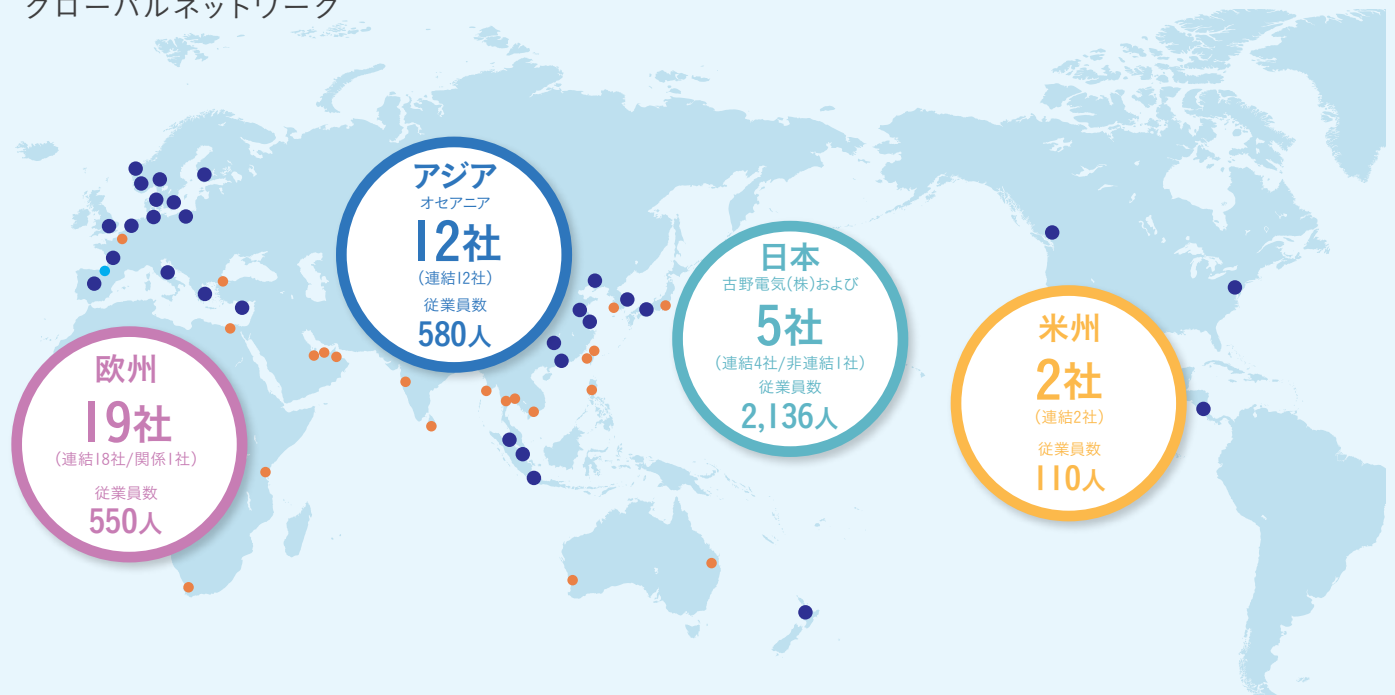 グローバルネットワーク
アジア
オセアニア
12社
(連結12社)
従業員数
580人
日本
古野電気(株)および
5社
(連結4社/非連結1社)
従業員数
2,136人
米州
2社
(連結2社)
従業員数
110人
欧州
19社
(連結18社/関係1社)
従業員数
550人